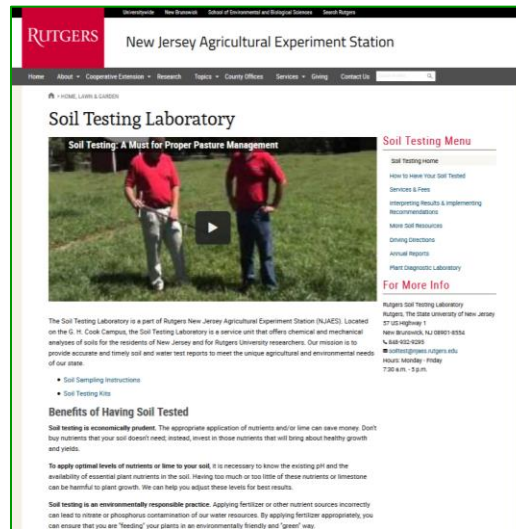 Universitywide New Brunswick School of Environmental and Biological Sciences Search Rutgers
RUTGERS
New Jersey Agricultural Experiment Station
Home About Cooperative Extension Research Topics County Offices Services Giving Contact Us
> HOME, LAWN & GARDEN
Soil Testing Laboratory
Soil Testing: A Must for Proper Pasture Management
The Soil Testing Laboratory is a part of Rutgers New Jersey Agricultural Experiment Station (NJAES). Located
on the G. H. Cook Campus, the Soil Testing Laboratory is a service unit that offers chemical and mechanical
analyses of soils for the residents of New Jersey and for Rutgers University researchers. Our mission is to
provide accurate and timely soil and water test reports to meet the unique agricultural and environmental needs
of our state.
• Soil Sampling Instructions
• Soil Testing Kits
Benefits of Having Soil Tested
Soil testing is economically prudent. The appropriate application of nutrients and/or lime can save money. Don't
buy nutrients that your soil doesn't need; instead, invest in those nutrients that will bring about healthy growth
and yields.
To apply optimal levels of nutrients or lime to your soil, it is necessary to know the existing pH and the
availability of essential plant nutrients in the soil. Having too much or too little of these nutrients or limestone
can be harmful to plant growth. We can help you adjust these levels for best results.
Soil testing is an environmentally responsible practice. Applying fertilizer or other nutrient sources incorrectly
can lead to nitrate or phosphorus contamination of our water resources. By applying fertilizer appropriately, you
can ensure that you are "feeding" your plants in an environmentally friendly and "green" way.
Soil Testing Menu
Soil Testing Home
How to Have Your Soil Tested
Services & Fees
Interpreting Results & Implementing
Recommendations
More Soil Resources
Driving Directions
Annual Reports
Plant Diagnostic Laboratory
For More Info
Rutgers Soil Testing Laboratory
Rutgers, The State University of New Jersey
57 US Highway 1
New Brunswick, NJ 08901-8554
848-932-9295
soiltest@njaes.rutgers.edu
Hours: Monday - Friday
7:30 a.m. - 5 p.m.